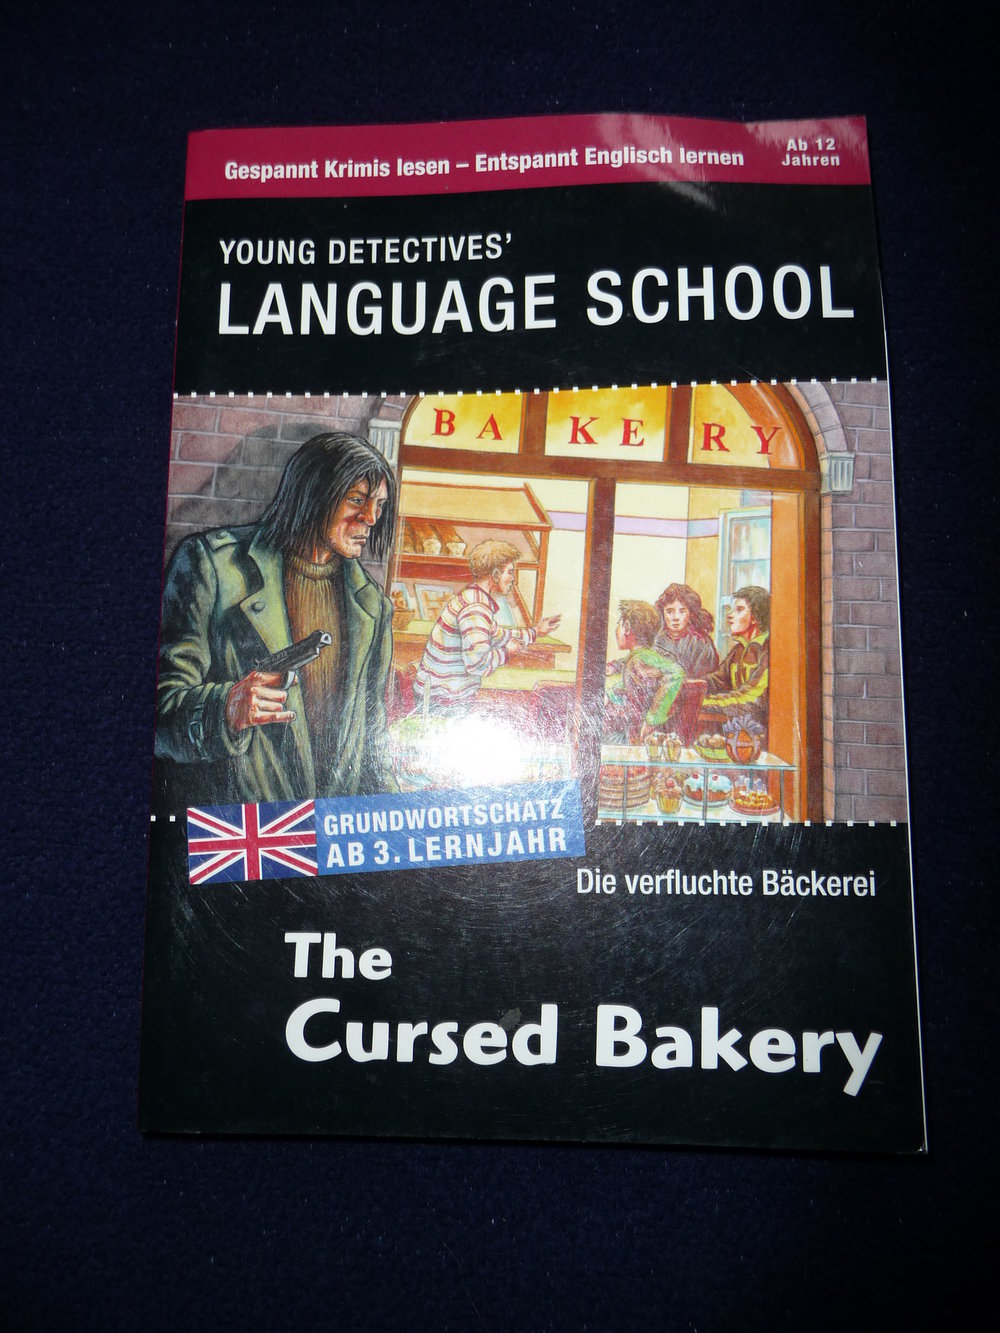 Gespannt Krimis lesen – Entspannt Englisch lernen
Ab 12
Jahren
YOUNG DETECTIVES'
LANGUAGE SCHOOL
BAKERY
GRUNDWORTSCHATZ
AB 3. LERNJAHR
Die verfluchte Bäckerei
The
Cursed Bakery